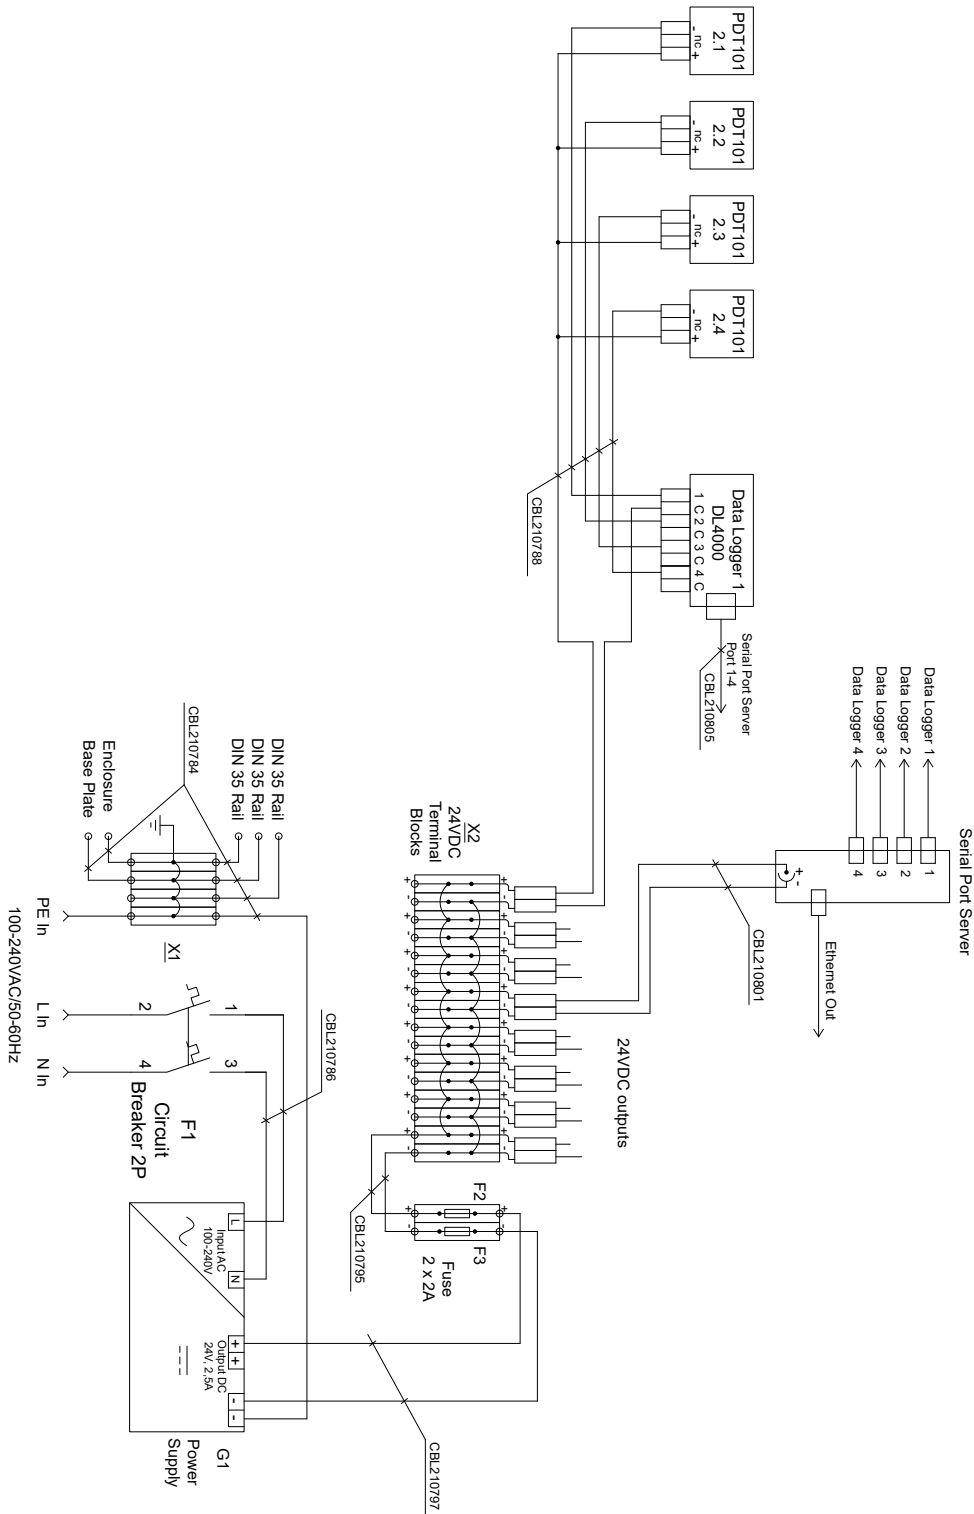 PDT101
2.1
- nc +
PDT101
2.2
- nc +
PDT101
2.3
- nc +
PDT101
2.4
- nc +
CBL210788
Data Logger 1
DL4000
1 C 2 C 3 C 4 C
Serial Port Server
Port 1-4
CBL210805
Serial Port Server
Data Logger 1
Data Logger 2
Data Logger 3
Data Logger 4
1
2
3
4
+ -
Ethernet Out
CBL210801
24VDC outputs
X2
24VDC
Terminal
Blocks
+ - + - + - + - + - + - + - + -
+ - + - + - + - + - + - + - + -
CBL210795
F2
F3
+ -
+ -
Fuse
2 x 2A
CBL210797
CBL210784
DIN 35 Rail
DIN 35 Rail
DIN 35 Rail
Enclosure
Base Plate
X1
CBL210786
1
3
2
4
F1
Circuit
Breaker 2P
PE In
L In
N In
100-240VAC/50-60Hz
L
N
Input AC
100-240V
+ + - -
Output DC
24V, 2,5A
G1
Power
Supply